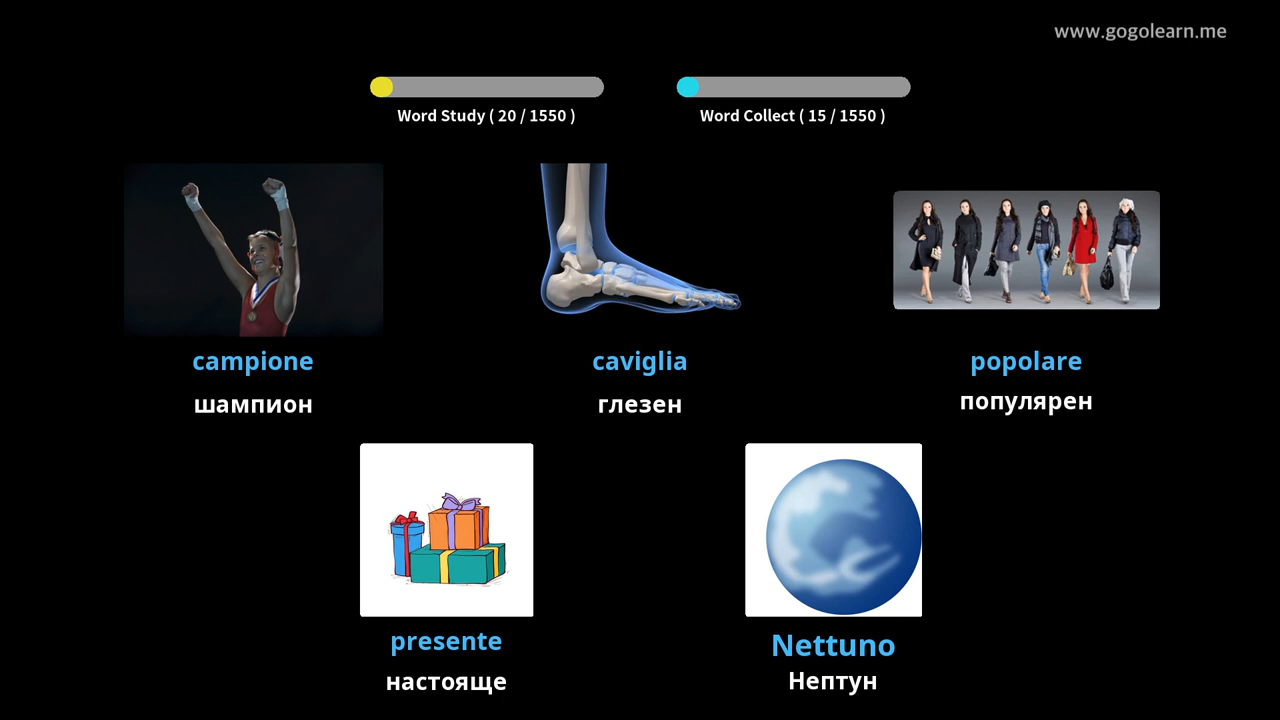 www.gogolearn.me
Word Study ( 20 / 1550 )
Word Collect ( 15 / 1550 )
campione
caviglia
popolare
шампион
глезен
популярен
presente
Nettuno
настояще
Нептун